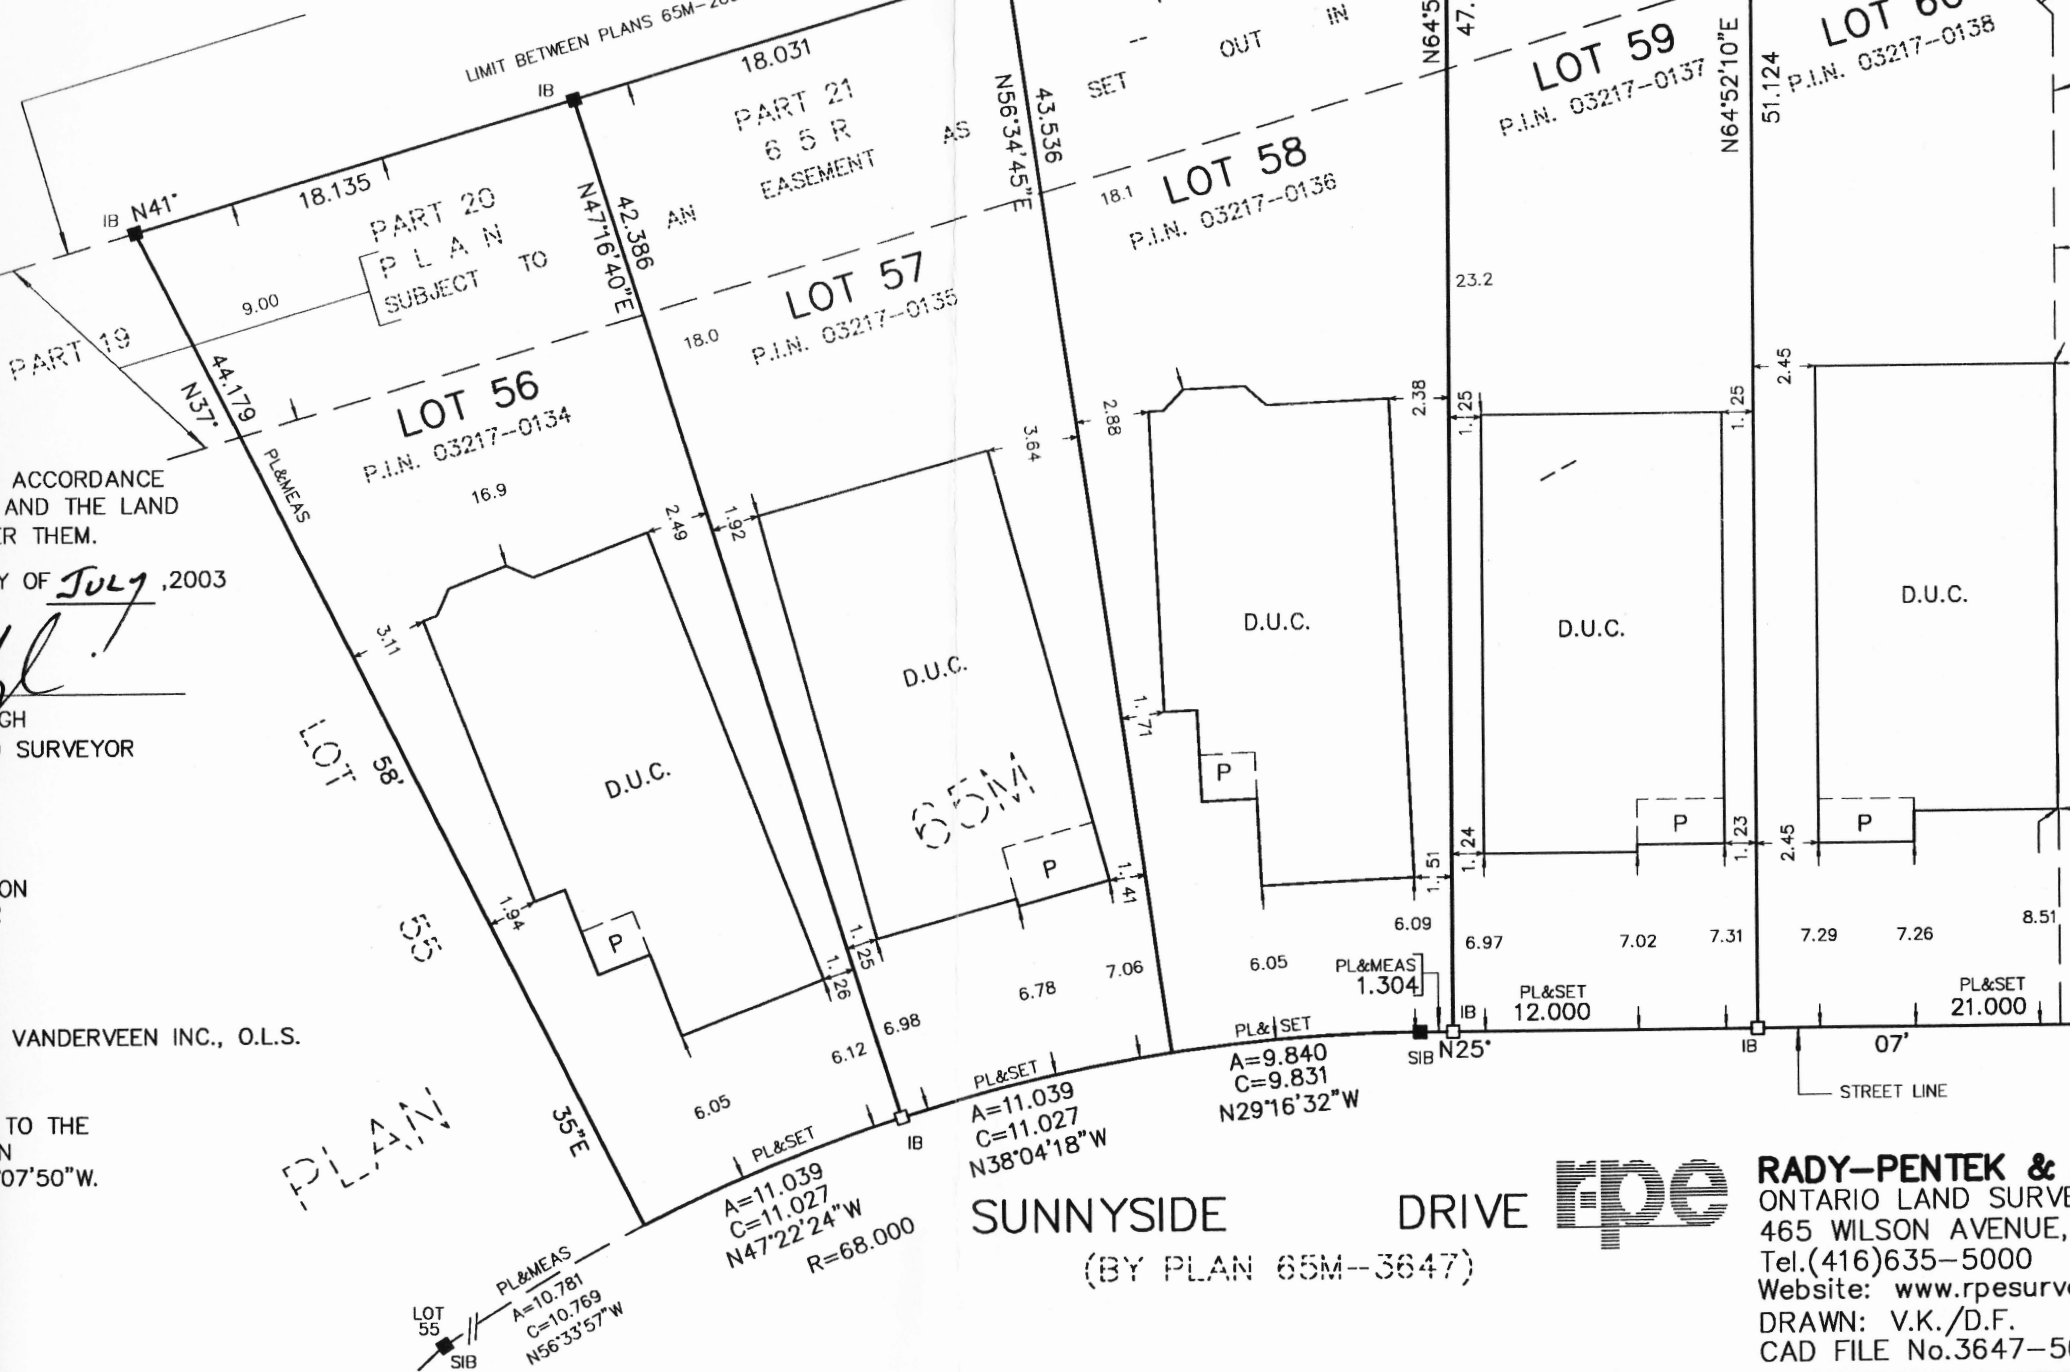 LIMIT BETWEEN PLANS
IB
18.031
IB
N41°
18.135
PART 20
P L A N
SUBJECT TO
AN
PART 21
6 5 R
EASEMENT
AS
SET
--
OUT
IN
9.00
PART 19
44.179
N37°
PL&MEAS
58'
35"E
42.386
N47°16'40"E
43.536
N56°34'45"E
N64°5
47.
23.2
N64°52'10"E
51.124
LOT 56
P.I.N. 03217-0134
16.9
LOT 57
P.I.N. 03217-0135
18.0
LOT 58
P.I.N. 03217-0136
18.1
LOT 59
P.I.N. 03217-0137
LOT 60
P.I.N. 03217-0138
ACCORDANCE
AND THE LAND
ER THEM.
Y OF JULY ,2003
GH
SURVEYOR
ON
VANDERVEEN INC., O.L.S.
TO THE
N
'07'50"W.
LOT
55
PLAN
65M
3.11
2.49
1.94
1.26
D.U.C.
P
6.05
6.12
1.92
3.64
1.25
1.41
D.U.C.
P
6.98
6.78
7.06
2.88
2.38
1.71
1.51
D.U.C.
P
6.05
6.09
1.25
1.25
1.24
1.23
D.U.C.
P
6.97
7.02
7.31
2.45
2.45
D.U.C.
P
7.29
7.26
8.51
PL&MEAS
1.304
SIB
N25°
IB
PL&SET
12.000
IB
07'
PL&SET
21.000
STREET LINE
PL&SET
A=9.840
C=9.831
N29°16'32"W
PL&SET
A=11.039
C=11.027
N38°04'18"W
IB
PL&SET
A=11.039
C=11.027
N47°22'24"W
R=68.000
PL&MEAS
A=10.781
C=10.769
N56°33'57"W
LOT
55
SIB
SUNNYSIDE DRIVE
(BY PLAN 65M--3647)
rpe
RADY-PENTEK &
ONTARIO LAND SURVE
465 WILSON AVENUE,
Tel.(416)635-5000
Website: www.rpesurve
DRAWN: V.K./D.F.
CAD FILE No.3647-5